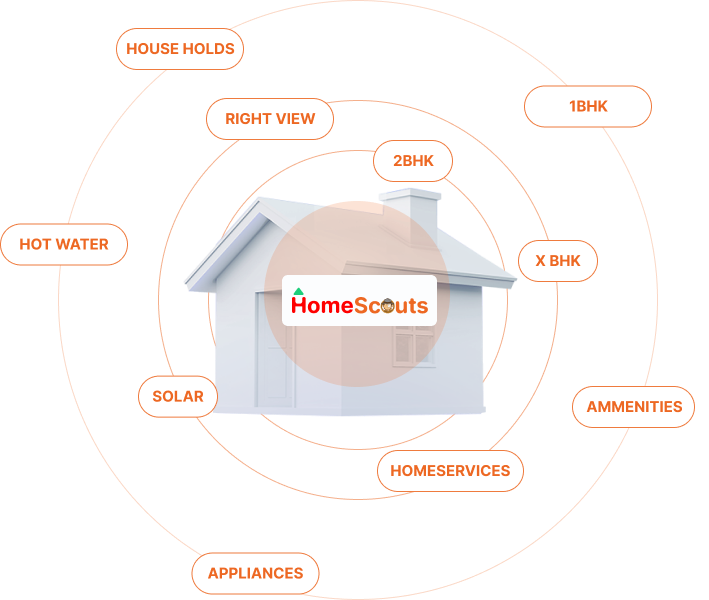 HOUSE HOLDS
1BHK
RIGHT VIEW
2BHK
HOT WATER
X BHK
HomeScouts
SOLAR
AMMENITIES
HOMESERVICES
APPLIANCES